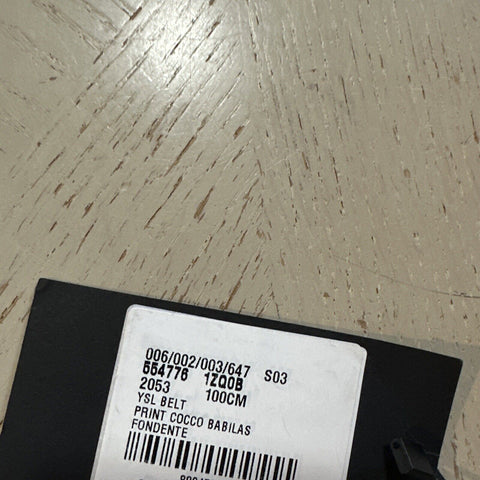 006/002/003/647 S03
554776 1ZQ0B
2053 100CM
YSL BELT
PRINT COCCO BABILAS
FONDENTE